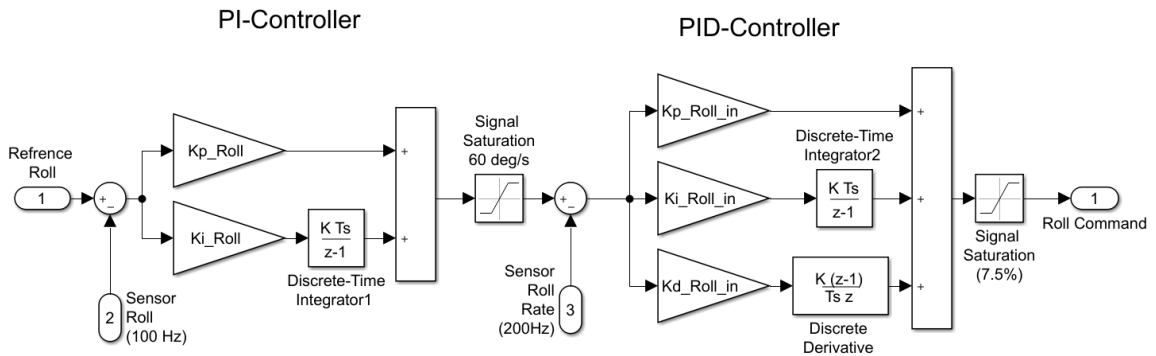 PI-Controller
PID-Controller
Refrence
Roll
1
+
−
Sensor
Roll
(100 Hz)
2
Kp_Roll
Ki_Roll
K Ts
z-1
Discrete-Time
Integrator1
+
+
Signal
Saturation
60 deg/s
+
−
Sensor
Roll
Rate
(200Hz)
3
Kp_Roll_in
Ki_Roll_in
Kd_Roll_in
Discrete-Time
Integrator2
K Ts
z-1
K (z-1)
Ts z
Discrete
Derivative
+
+
+
Signal
Saturation
(7.5%)
1
Roll Command